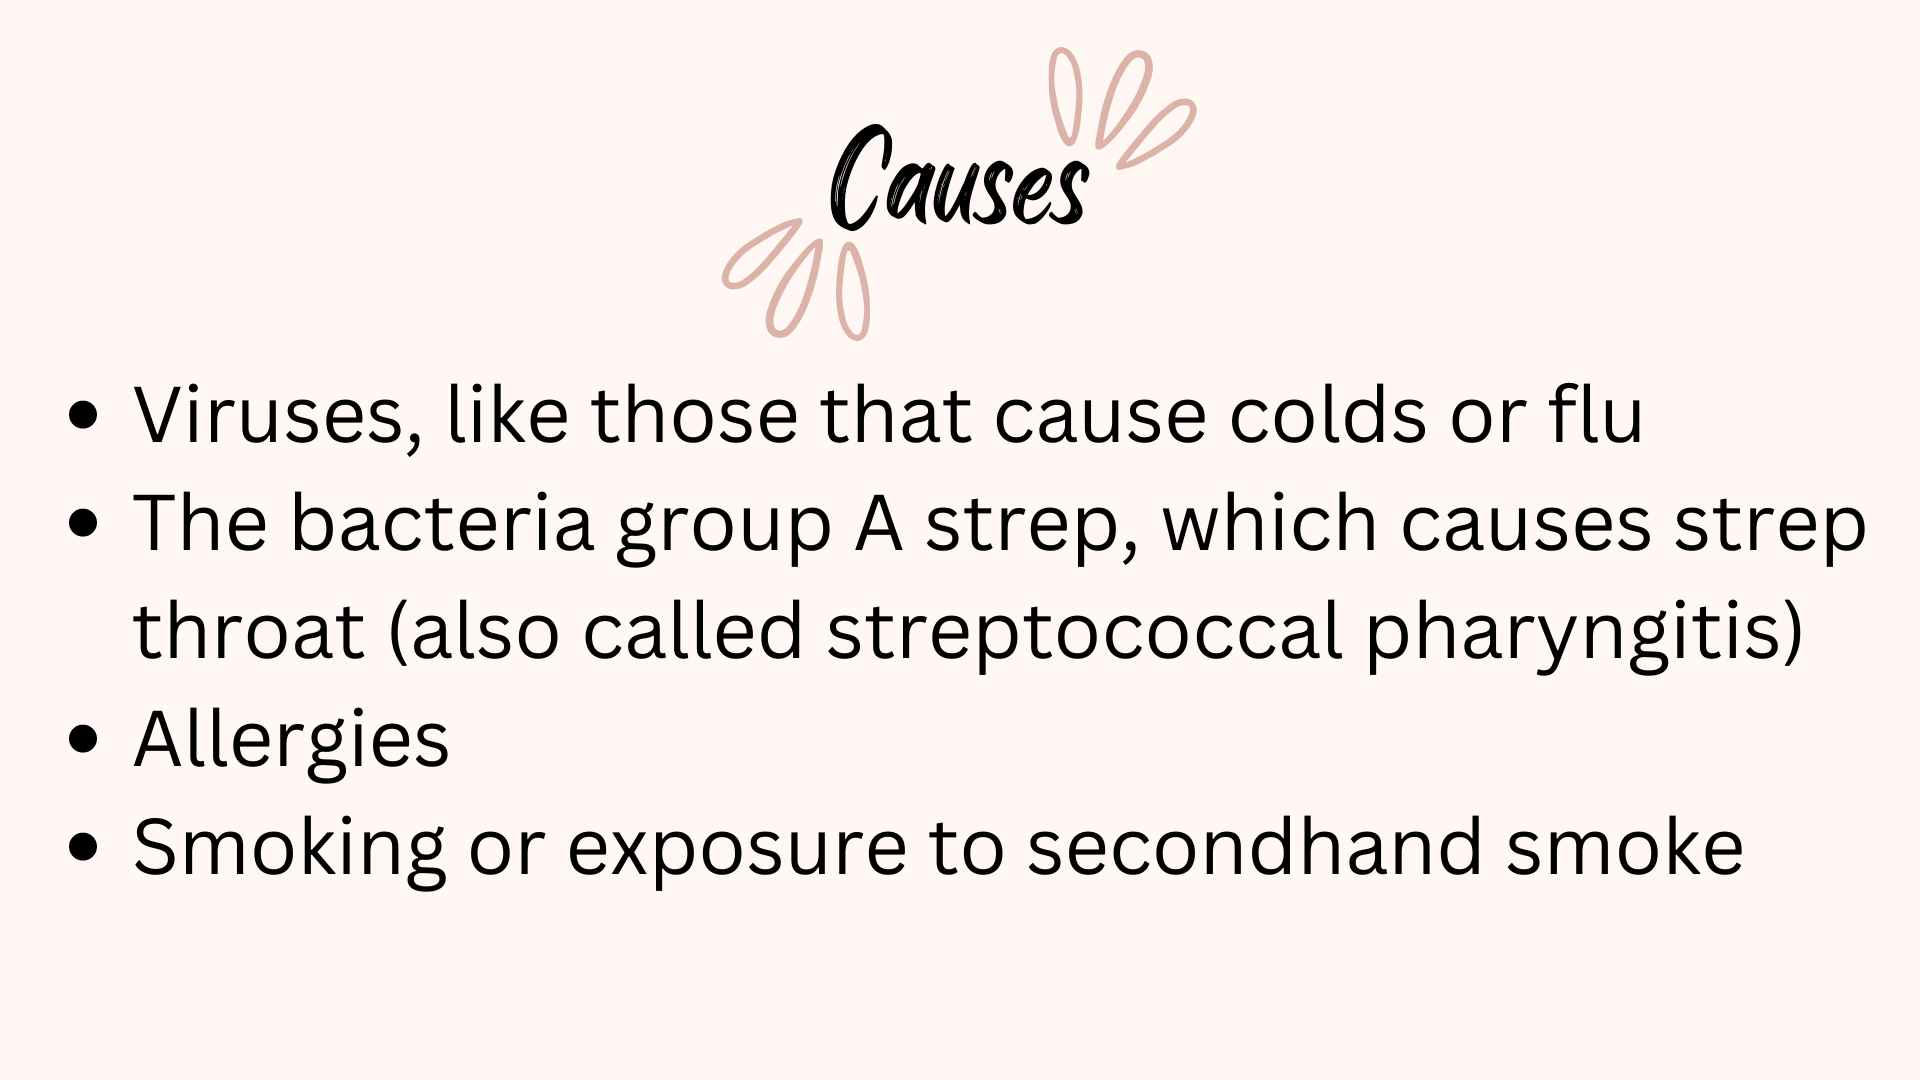 Causes
• Viruses, like those that cause colds or flu
• The bacteria group A strep, which causes strep
throat (also called streptococcal pharyngitis)
• Allergies
• Smoking or exposure to secondhand smoke